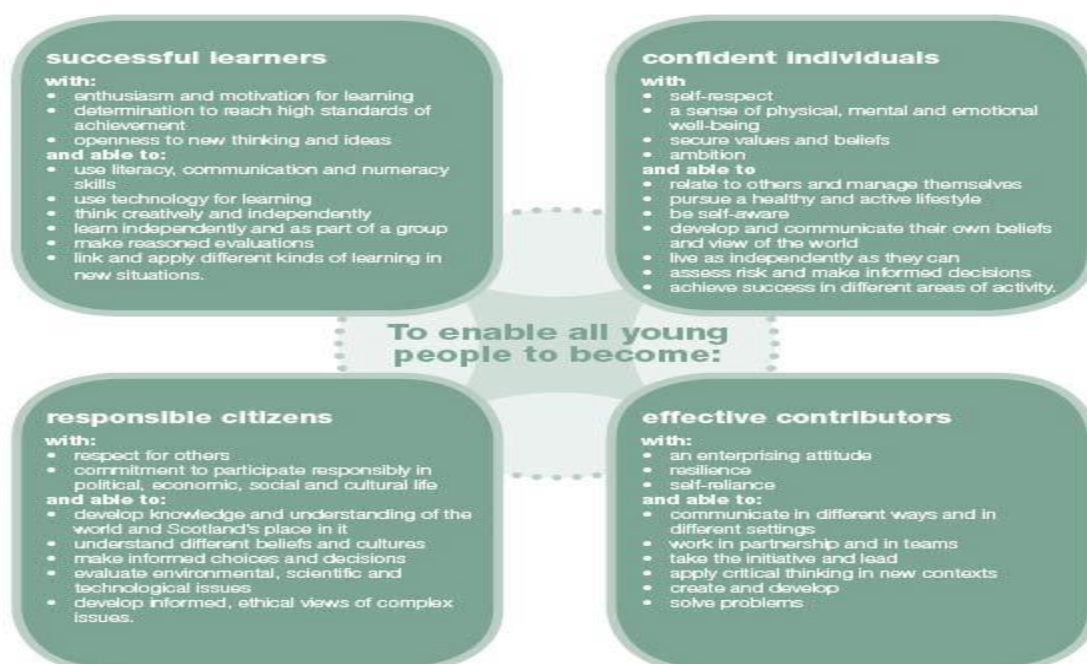 successful learners
with:
• enthusiasm and motivation for learning
• determination to reach high standards of
achievement
• openness to new thinking and ideas
and able to:
• use literacy, communication and numeracy
skills
• use technology for learning
• think creatively and independently
• learn independently and as part of a group
• make reasoned evaluations
• link and apply different kinds of learning in
new situations.
confident individuals
with
• self-respect
• a sense of physical, mental and emotional
well-being
• secure values and beliefs
• ambition
and able to
• relate to others and manage themselves
• pursue a healthy and active lifestyle
• be self-aware
• develop and communicate their own beliefs
and view of the world
• live as independently as they can
• assess risk and make informed decisions
• achieve success in different areas of activity.
To enable all young
people to become:
responsible citizens
with:
• respect for others
• commitment to participate responsibly in
political, economic, social and cultural life
and able to:
• develop knowledge and understanding of the
world and Scotland's place in it
• understand different beliefs and cultures
• make informed choices and decisions
• evaluate environmental, scientific and
technological issues
• develop informed, ethical views of complex
issues.
effective contributors
with:
• an enterprising attitude
• resilience
• self-reliance
and able to:
• communicate in different ways and in
different settings
• work in partnership and in teams
• take the initiative and lead
• apply critical thinking in new contexts
• create and develop
• solve problems